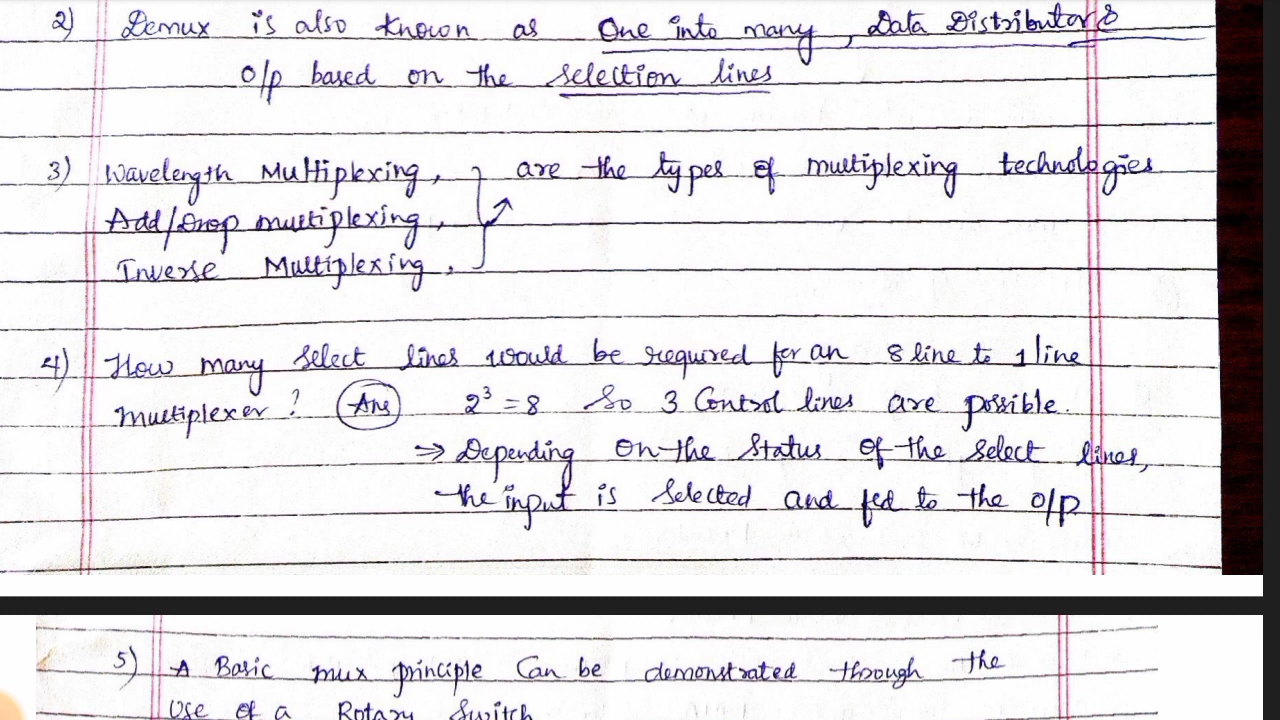 2) Demux is also known as One into many, Data Distributor &
o/p based on the selection lines
3) Wavelength Multiplexing, are the types of multiplexing technologies
Add/Drop multiplexing,
Inverse Multiplexing,
4) How many select lines would be required for an 8 line to 1 line
multiplexer? Ans 2³ = 8 So 3 Control lines are possible.
⇒ Depending on the Status of the select lines,
the input is selected and fed to the o/p
5) A Basic mux principle Can be demonstrated through the
Use of a Rotary Switch